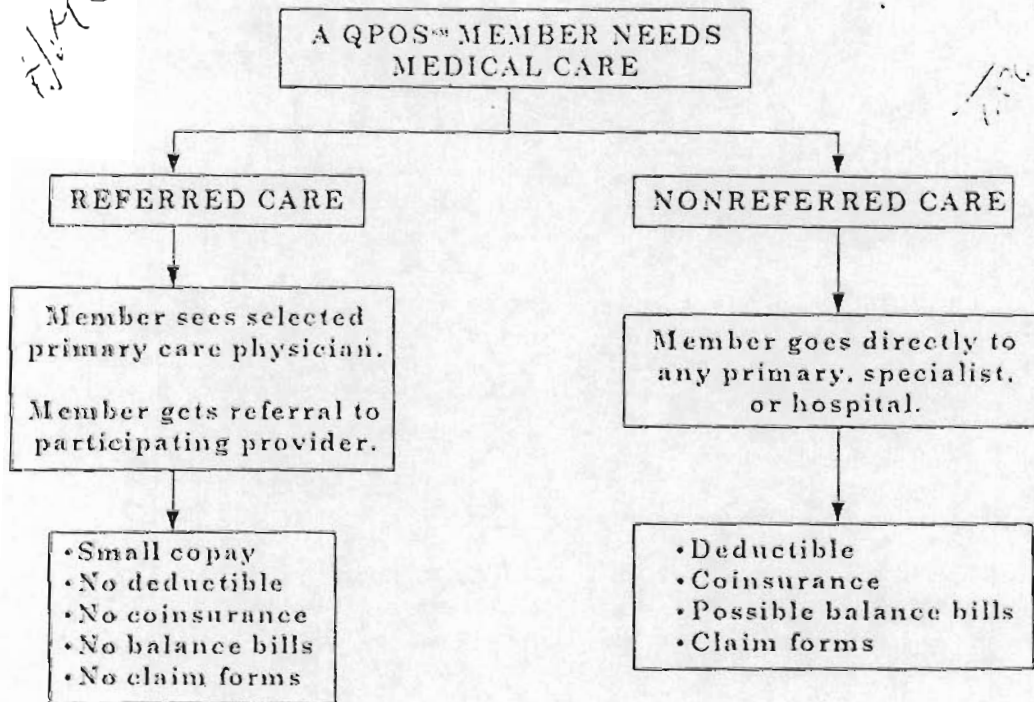 A QPOS℠ MEMBER NEEDS
MEDICAL CARE
REFERRED CARE
Member sees selected
primary care physician.
Member gets referral to
participating provider.
•Small copay
•No deductible
•No coinsurance
•No balance bills
•No claim forms
NONREFERRED CARE
Member goes directly to
any primary, specialist,
or hospital.
•Deductible
•Coinsurance
•Possible balance bills
•Claim forms